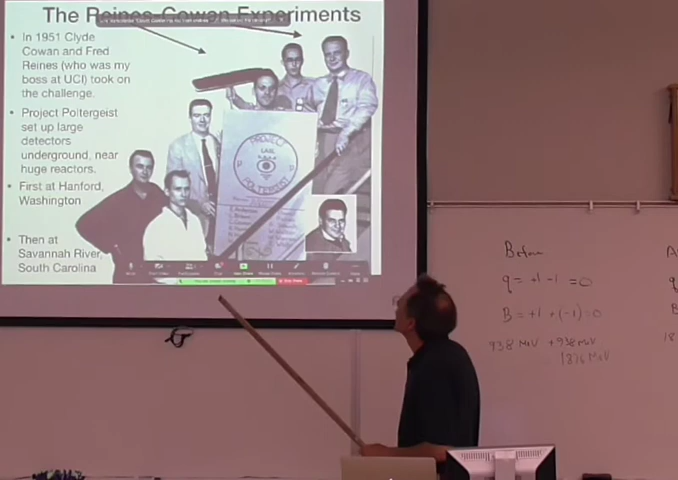 The Reines-Cowan Experiments
• In 1951 Clyde
Cowan and Fred
Reines (who was my
boss at UCI) took on
the challenge.
• Project Poltergeist
set up large
detectors
underground, near
huge reactors.
• First at Hanford,
Washington
• Then at
Savannah River,
South Carolina
PROJECT
POLTERGEIST
Before
q = +1 -1 = 0
B = +1 + (-1) = 0
938 MeV + 938 MeV
1876 MeV